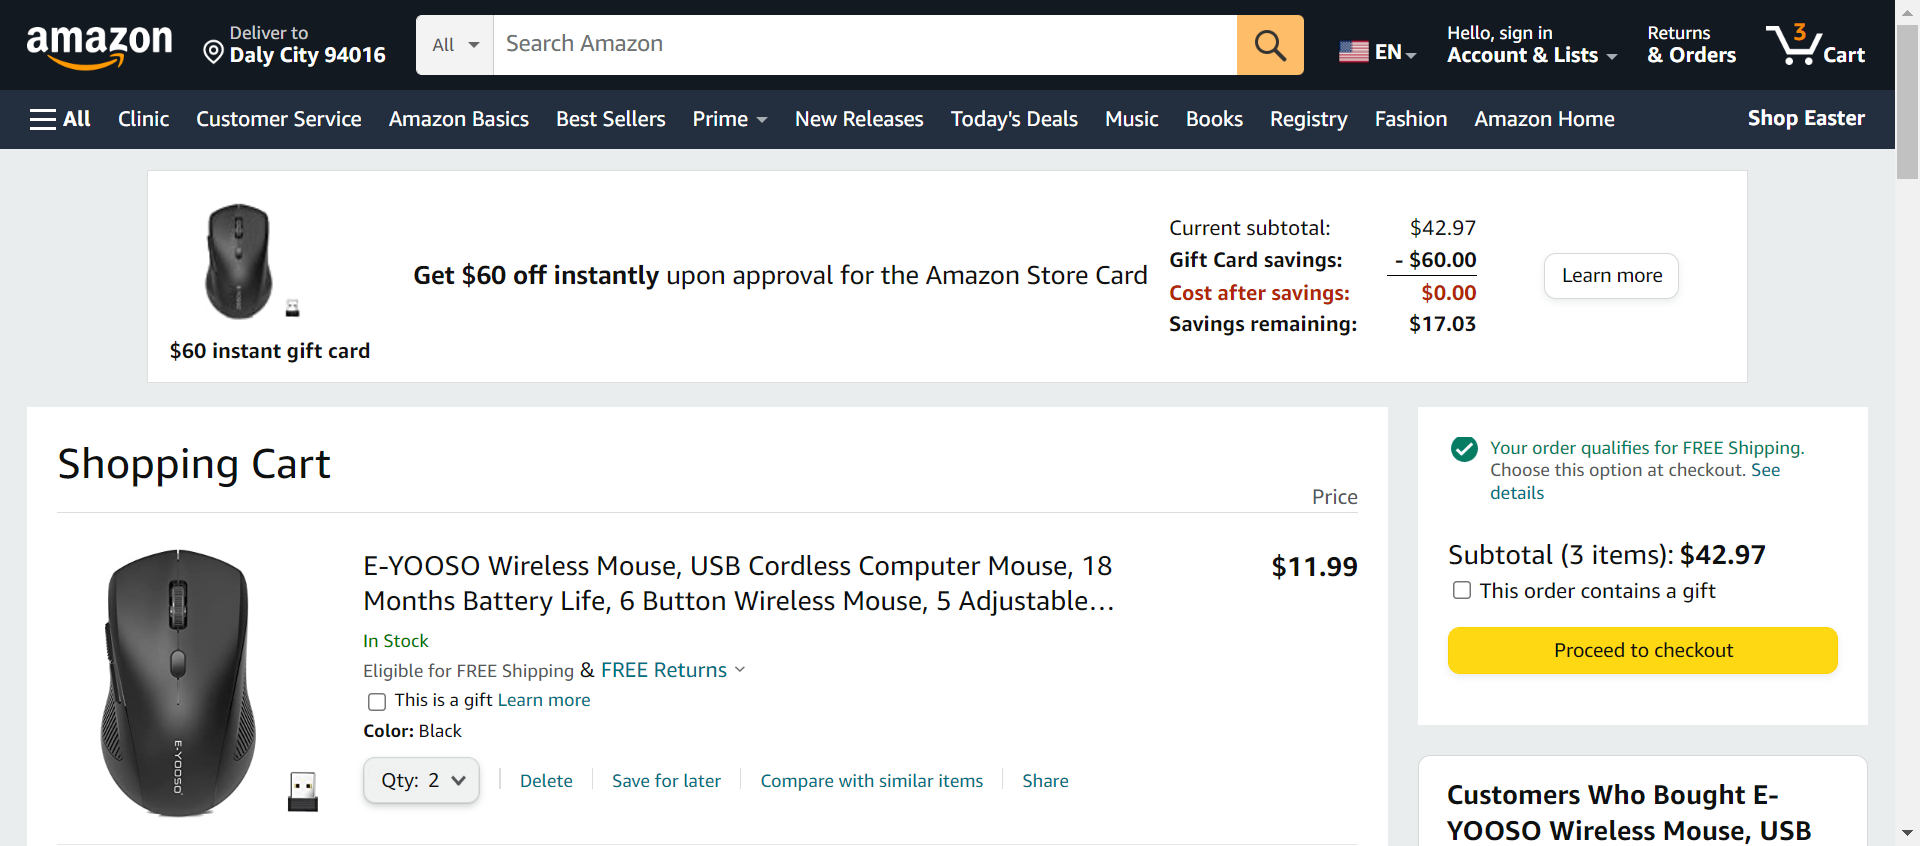 amazon
Deliver to
Daly City 94016
All
Search Amazon
EN
Hello, sign in
Account & Lists
Returns
& Orders
3
Cart
All
Clinic
Customer Service
Amazon Basics
Best Sellers
Prime
New Releases
Today's Deals
Music
Books
Registry
Fashion
Amazon Home
Shop Easter
$60 instant gift card
Get $60 off instantly upon approval for the Amazon Store Card
Current subtotal: $42.97
Gift Card savings: - $60.00
Cost after savings: $0.00
Savings remaining: $17.03
Learn more
Shopping Cart
Price
E-YOOSO
E-YOOSO Wireless Mouse, USB Cordless Computer Mouse, 18
Months Battery Life, 6 Button Wireless Mouse, 5 Adjustable…
$11.99
In Stock
Eligible for FREE Shipping & FREE Returns
This is a gift Learn more
Color: Black
Qty: 2
Delete
Save for later
Compare with similar items
Share
Your order qualifies for FREE Shipping.
Choose this option at checkout. See
details
Subtotal (3 items): $42.97
This order contains a gift
Proceed to checkout
Customers Who Bought E-
YOOSO Wireless Mouse, USB